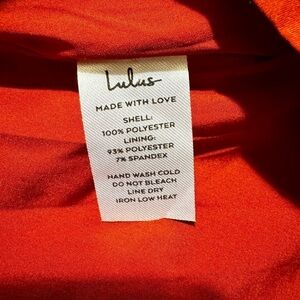 Lulus
MADE WITH LOVE
SHELL:
100% POLYESTER
LINING:
93% POLYESTER
7% SPANDEX
HAND WASH COLD
DO NOT BLEACH
LINE DRY
IRON LOW HEAT